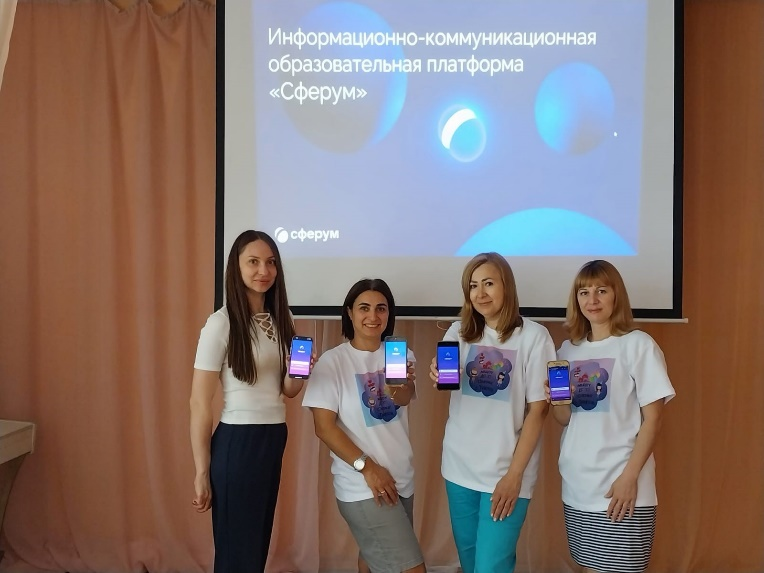 Информационно-коммуникационная
образовательная платформа
«Сферум»
сферум